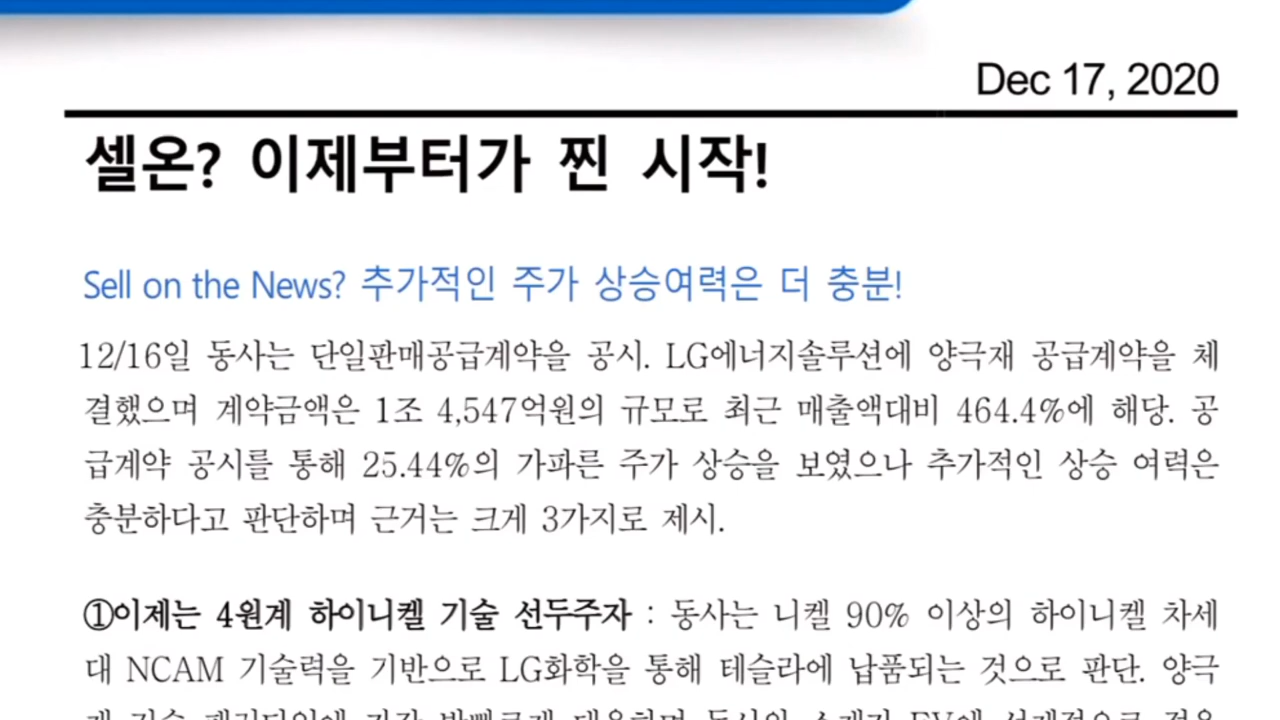 Dec 17, 2020
셀온? 이제부터가 찐 시작!
Sell on the News? 추가적인 주가 상승여력은 더 충분!
12/16일 동사는 단일판매공급계약을 공시. LG에너지솔루션에 양극재 공급계약을 체
결했으며 계약금액은 1조 4,547억원의 규모로 최근 매출액대비 464.4%에 해당. 공
급계약 공시를 통해 25.44%의 가파른 주가 상승을 보였으나 추가적인 상승 여력은
충분하다고 판단하며 근거는 크게 3가지로 제시.
①이제는 4원계 하이니켈 기술 선두주자 : 동사는 니켈 90% 이상의 하이니켈 차세
대 NCAM 기술력을 기반으로 LG화학을 통해 테슬라에 납품되는 것으로 판단. 양극